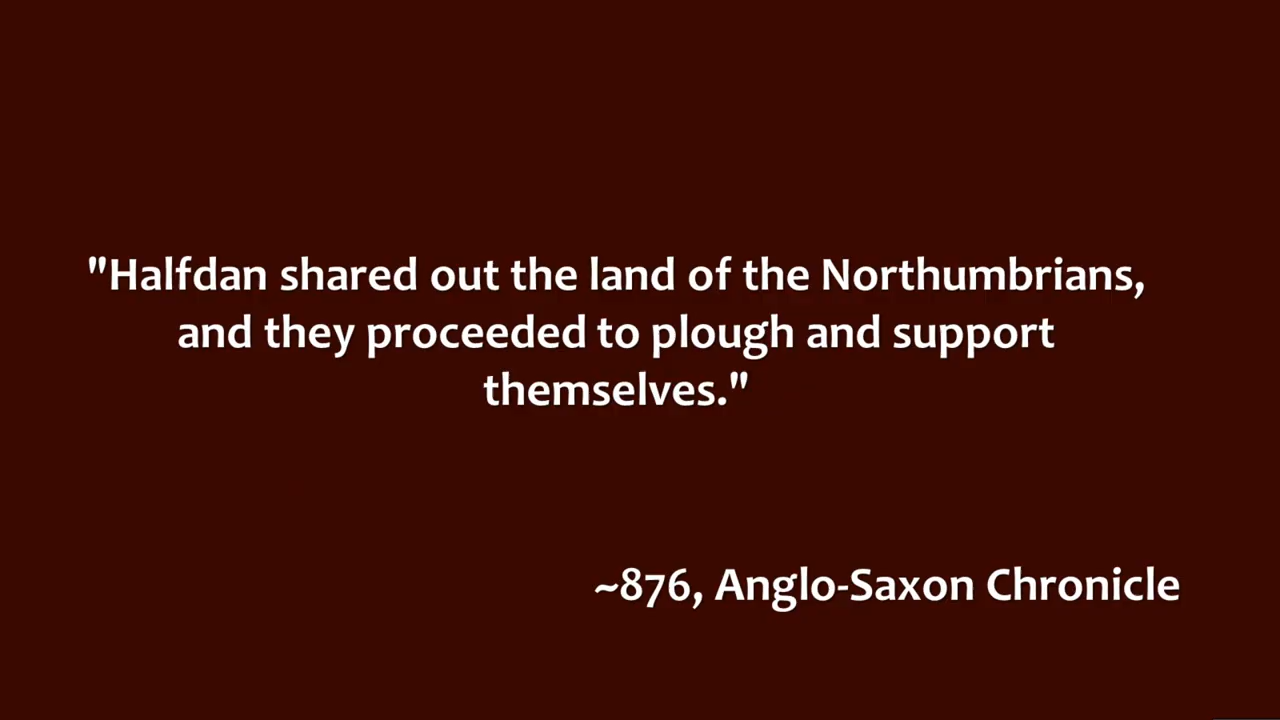 "Halfdan shared out the land of the Northumbrians,
and they proceeded to plough and support
themselves."
~876, Anglo-Saxon Chronicle